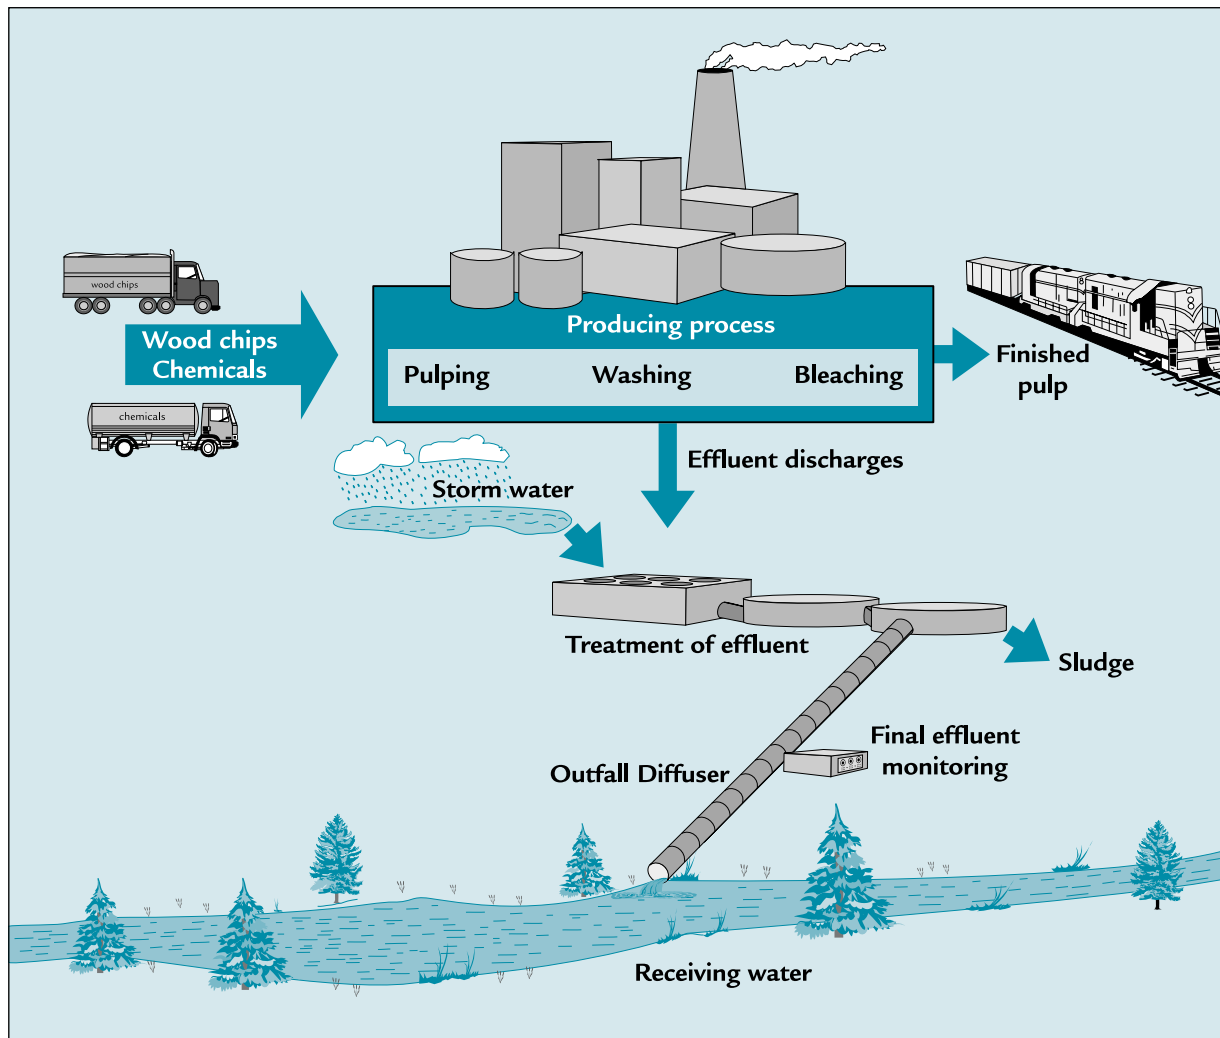 wood chips
Wood chips
Chemicals
chemicals
Producing process
Pulping
Washing
Bleaching
Finished
pulp
Effluent discharges
Storm water
Treatment of effluent
Sludge
Final effluent
monitoring
Outfall Diffuser
Receiving water